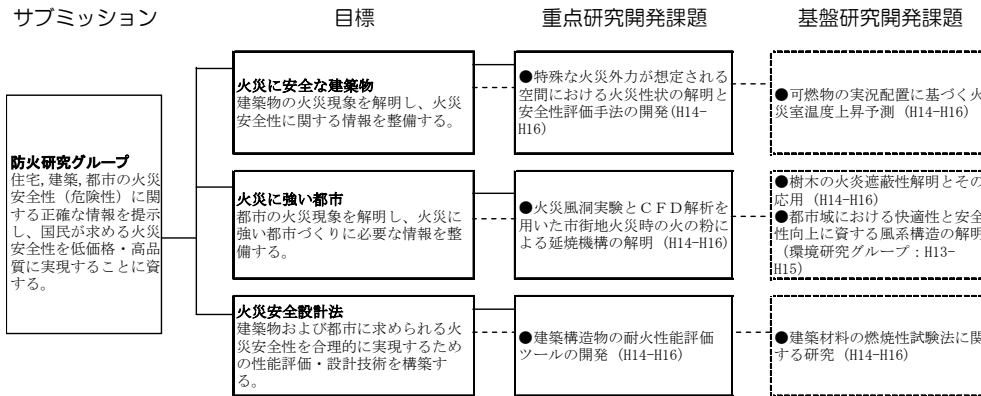 サブミッション
目標
重点研究開発課題
基盤研究開発課題
防火研究グループ
住宅,建築,都市の火災
安全性（危険性）に関
する正確な情報を提示
し、国民が求める火災
安全性を低価格・高品
質に実現することに資
する。
火災に安全な建築物
建築物の火災現象を解明し、火災
安全性に関する情報を整備する。
●特殊な火災外力が想定される
空間における火災性状の解明と
安全性評価手法の開発(H14-
H16)
●可燃物の実況配置に基づく火
災室温度上昇予測 (H14-H16)
火災に強い都市
都市の火災現象を解明し、火災に
強い都市づくりに必要な情報を整
備する。
●火災風洞実験とＣＦＤ解析を
用いた市街地火災時の火の粉に
よる延焼機構の解明 (H14-H16)
●樹木の火炎遮蔽性解明とその
応用 (H14-H16)
●都市域における快適性と安全
性向上に資する風系構造の解明
（環境研究グループ：H13-
H15)
火災安全設計法
建築物および都市に求められる火
災安全性を合理的に実現するため
の性能評価・設計技術を構築す
る。
●建築構造物の耐火性能評価
ツールの開発 (H14-H16)
●建築材料の燃焼性試験法に関
する研究 (H14-H16)